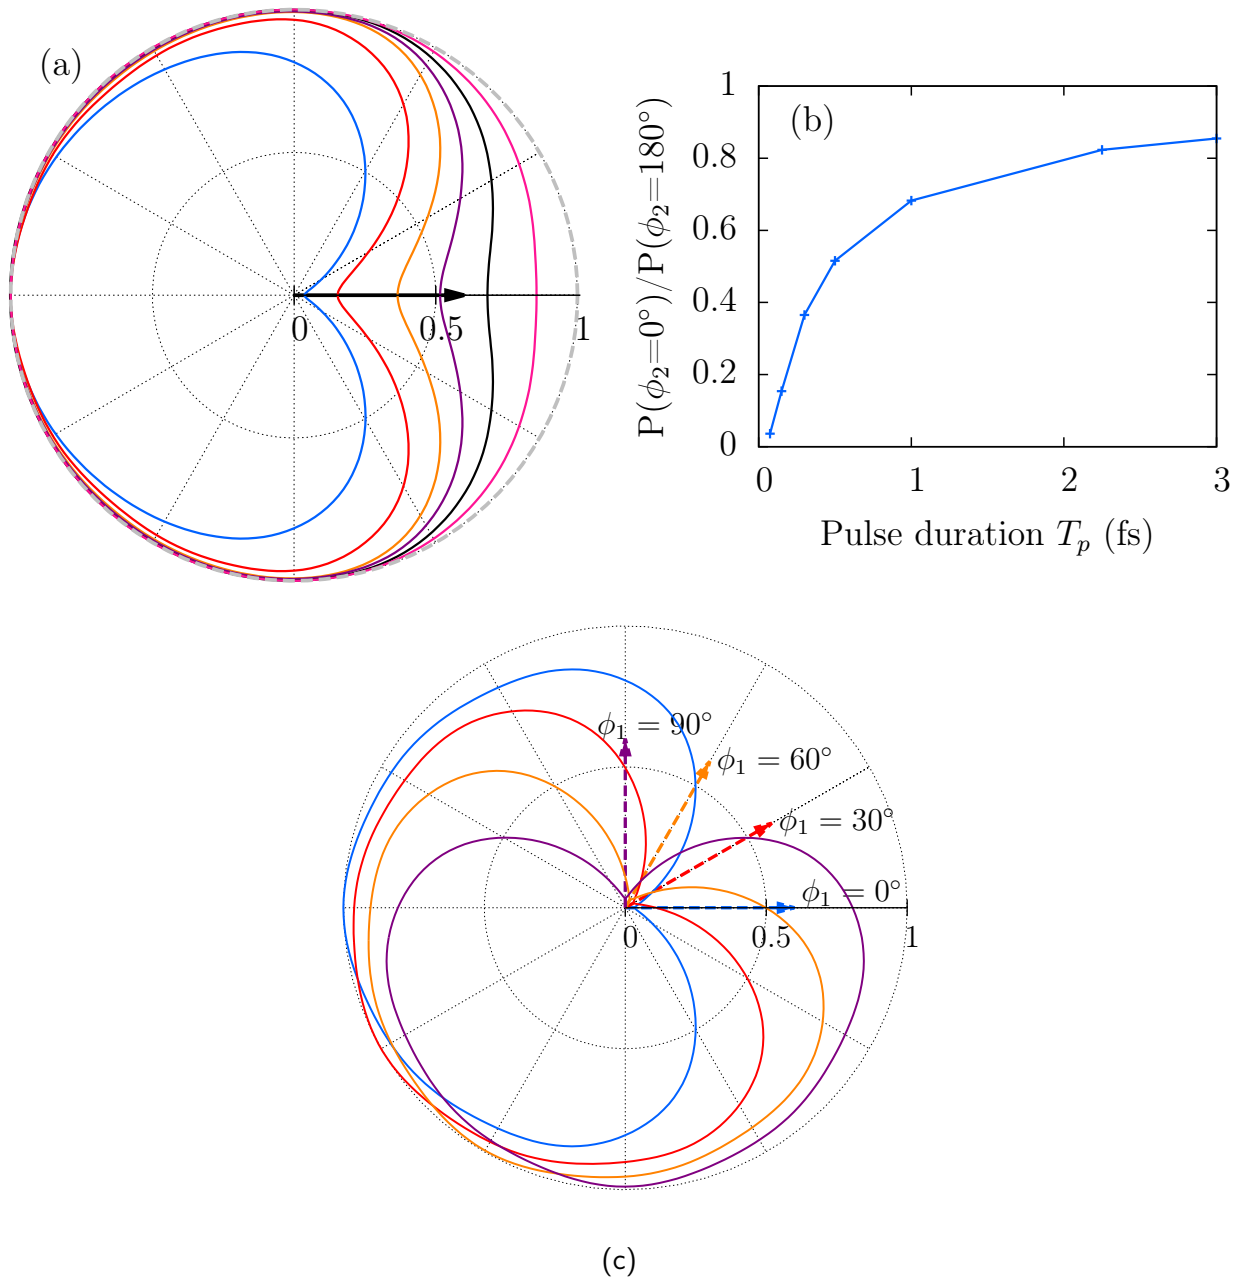 (a)
0
0.5
1
(b)
P(ϕ₂=0°)/P(ϕ₂=180°)
1
0.8
0.6
0.4
0.2
0
0 1 2 3
Pulse duration Tₚ (fs)
ϕ₁ = 90°
ϕ₁ = 60°
ϕ₁ = 30°
ϕ₁ = 0°
0 0.5 1
(c)